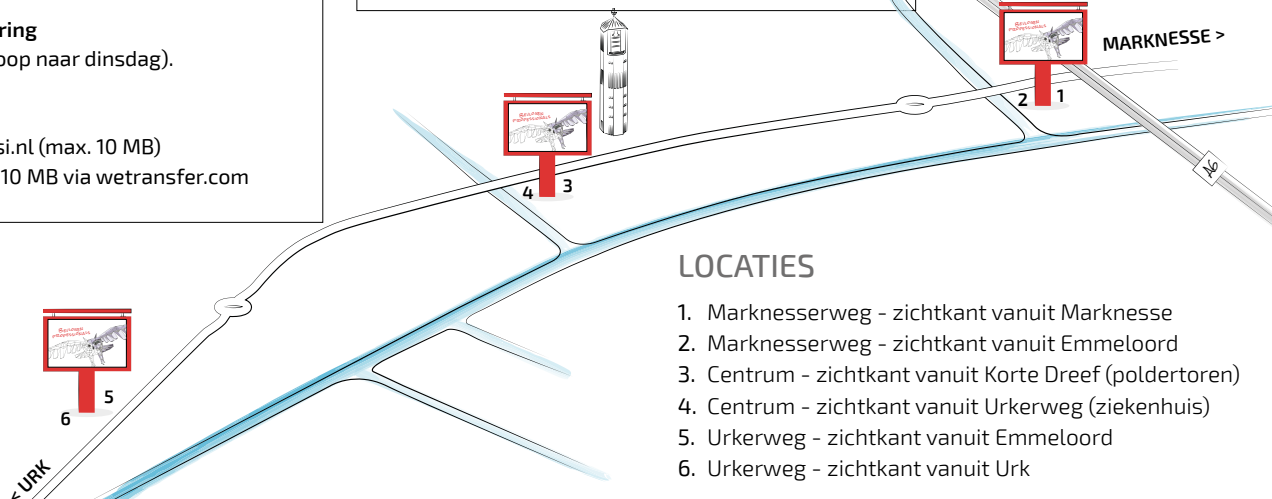 ring
oop naar dinsdag).
si.nl (max. 10 MB)
10 MB via wetransfer.com
MARKNESSE >
2 1
4 3
A6
5
6
< URK
LOCATIES
1. Marknesserweg - zichtkant vanuit Marknesse
2. Marknesserweg - zichtkant vanuit Emmeloord
3. Centrum - zichtkant vanuit Korte Dreef (poldertoren)
4. Centrum - zichtkant vanuit Urkerweg (ziekenhuis)
5. Urkerweg - zichtkant vanuit Emmeloord
6. Urkerweg - zichtkant vanuit Urk